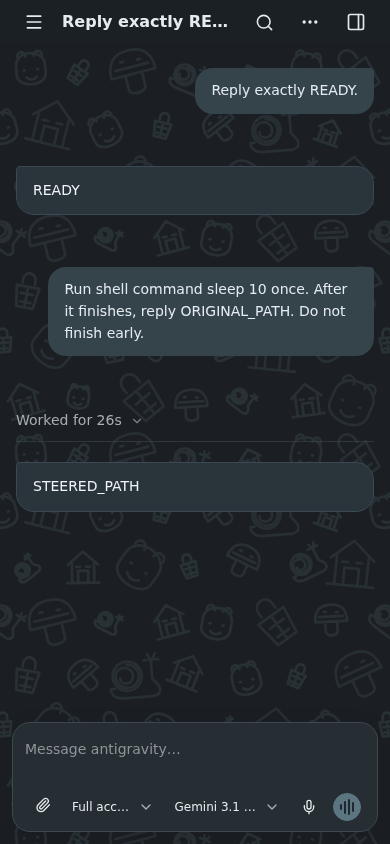 Reply exactly RE...
Reply exactly READY.
READY
Run shell command sleep 10 once. After
it finishes, reply ORIGINAL_PATH. Do not
finish early.
Worked for 26s
STEERED_PATH
Message antigravity...
Full acc... Gemini 3.1 ...